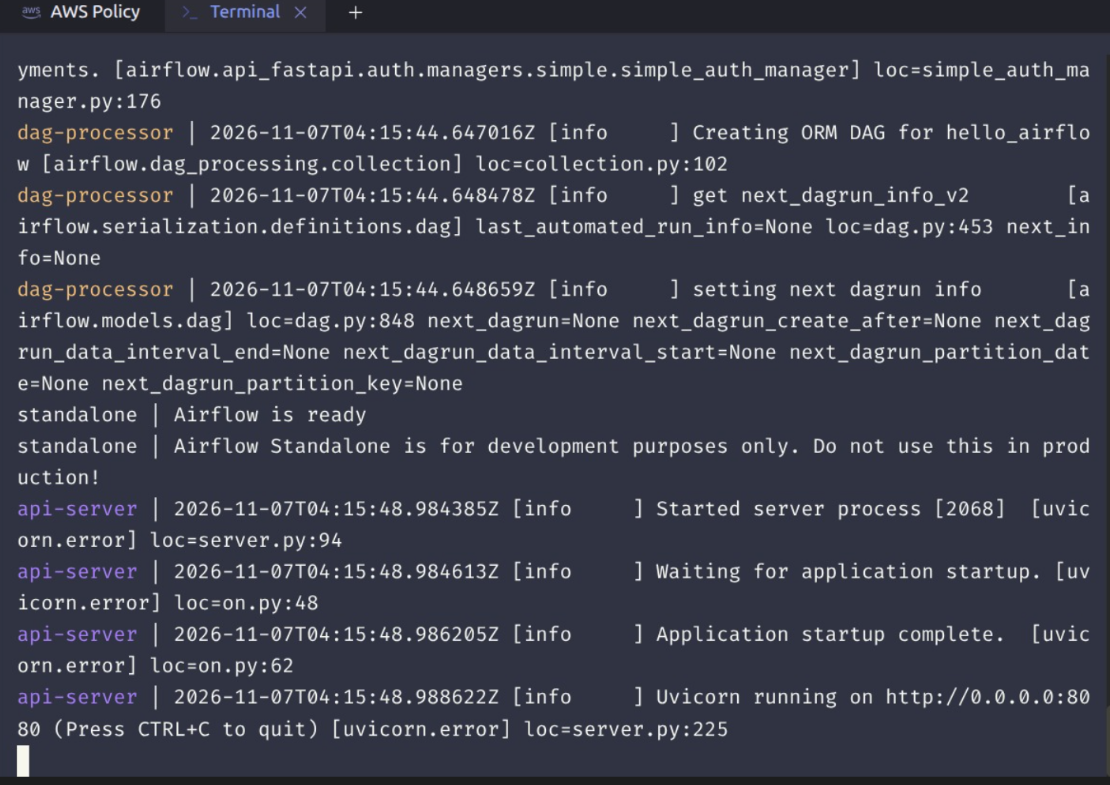 aws AWS Policy >_ Terminal × +
yments. [airflow.api_fastapi.auth.managers.simple.simple_auth_manager] loc=simple_auth_ma
nager.py:176
dag-processor | 2026-11-07T04:15:44.647016Z [info     ] Creating ORM DAG for hello_airflo
w [airflow.dag_processing.collection] loc=collection.py:102
dag-processor | 2026-11-07T04:15:44.648478Z [info     ] get next_dagrun_info_v2        [a
irflow.serialization.definitions.dag] last_automated_run_info=None loc=dag.py:453 next_in
fo=None
dag-processor | 2026-11-07T04:15:44.648659Z [info     ] setting next dagrun info       [a
irflow.models.dag] loc=dag.py:848 next_dagrun=None next_dagrun_create_after=None next_dag
run_data_interval_end=None next_dagrun_data_interval_start=None next_dagrun_partition_dat
e=None next_dagrun_partition_key=None
standalone | Airflow is ready
standalone | Airflow Standalone is for development purposes only. Do not use this in prod
uction!
api-server | 2026-11-07T04:15:48.984385Z [info     ] Started server process [2068]  [uvic
orn.error] loc=server.py:94
api-server | 2026-11-07T04:15:48.984613Z [info     ] Waiting for application startup. [uv
icorn.error] loc=on.py:48
api-server | 2026-11-07T04:15:48.986205Z [info     ] Application startup complete.  [uvic
orn.error] loc=on.py:62
api-server | 2026-11-07T04:15:48.988622Z [info     ] Uvicorn running on http://0.0.0.0:80
80 (Press CTRL+C to quit) [uvicorn.error] loc=server.py:225